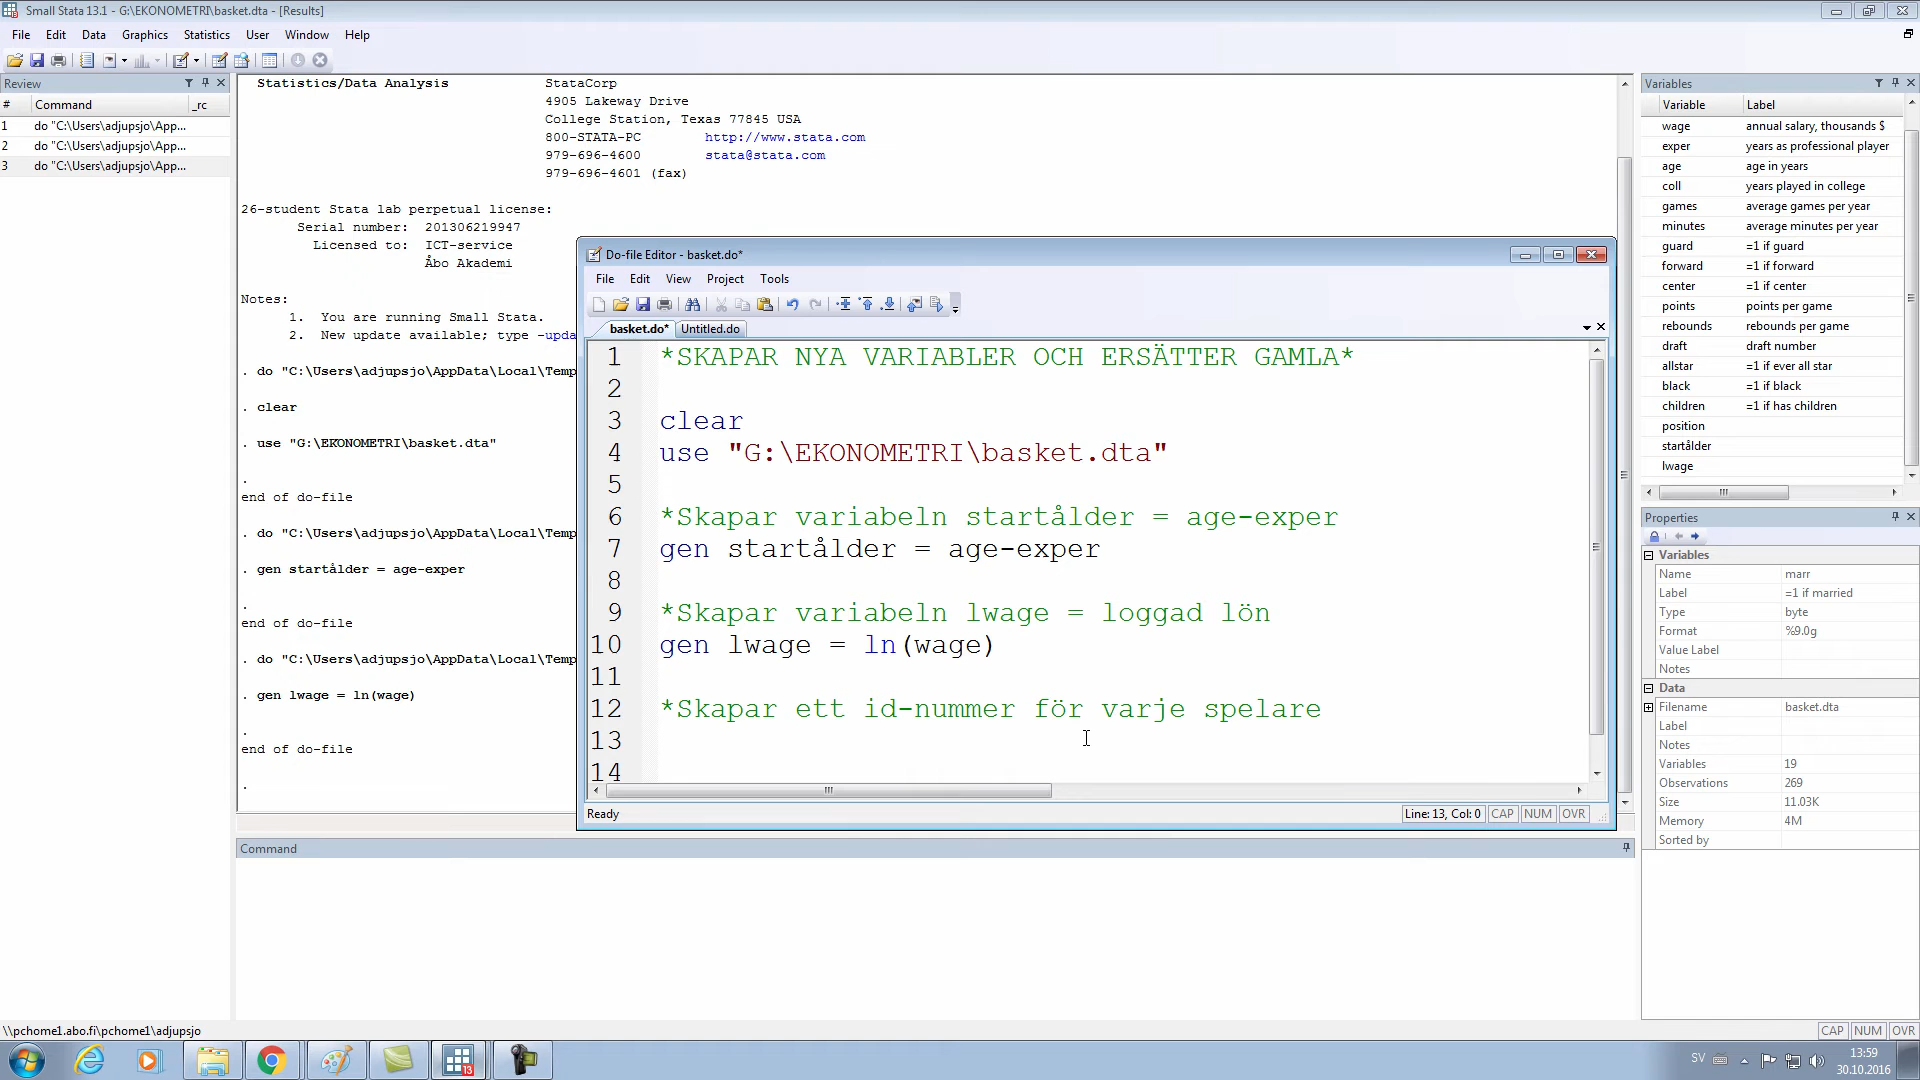 Small Stata 13.1 - G:\EKONOMETRI\basket.dta - [Results]
File Edit Data Graphics Statistics User Window Help
Review
# Command _rc
1 do "C:\Users\adjupsjo\App...
2 do "C:\Users\adjupsjo\App...
3 do "C:\Users\adjupsjo\App...
Statistics/Data Analysis StataCorp
4905 Lakeway Drive
College Station, Texas 77845 USA
800-STATA-PC http://www.stata.com
979-696-4600 stata@stata.com
979-696-4601 (fax)
26-student Stata lab perpetual license:
Serial number: 201306219947
Licensed to: ICT-service
Åbo Akademi
Notes:
1. You are running Small Stata.
2. New update available; type -upda
. do "C:\Users\adjupsjo\AppData\Local\Temp
. clear
. use "G:\EKONOMETRI\basket.dta"
.
end of do-file
. do "C:\Users\adjupsjo\AppData\Local\Temp
. gen startålder = age-exper
.
end of do-file
. do "C:\Users\adjupsjo\AppData\Local\Temp
. gen lwage = ln(wage)
.
end of do-file
.
Do-file Editor - basket.do*
File Edit View Project Tools
basket.do* Untitled.do
1 *SKAPAR NYA VARIABLER OCH ERSÄTTER GAMLA*
2
3 clear
4 use "G:\EKONOMETRI\basket.dta"
5
6 *Skapar variabeln startålder = age-exper
7 gen startålder = age-exper
8
9 *Skapar variabeln lwage = loggad lön
10 gen lwage = ln(wage)
11
12 *Skapar ett id-nummer för varje spelare
13
14
Ready Line: 13, Col: 0 CAP NUM OVR
Command
Variables
Variable Label
wage annual salary, thousands $
exper years as professional player
age age in years
coll years played in college
games average games per year
minutes average minutes per year
guard =1 if guard
forward =1 if forward
center =1 if center
points points per game
rebounds rebounds per game
draft draft number
allstar =1 if ever all star
black =1 if black
children =1 if has children
position
startålder
lwage
Properties
Variables
Name marr
Label =1 if married
Type byte
Format %9.0g
Value Label
Notes
Data
Filename basket.dta
Label
Notes
Variables 19
Observations 269
Size 11.03K
Memory 4M
Sorted by
\\pchome1.abo.fi\pchome1\adjupsjo CAP NUM OVR
13
SV 13:59
30.10.2016